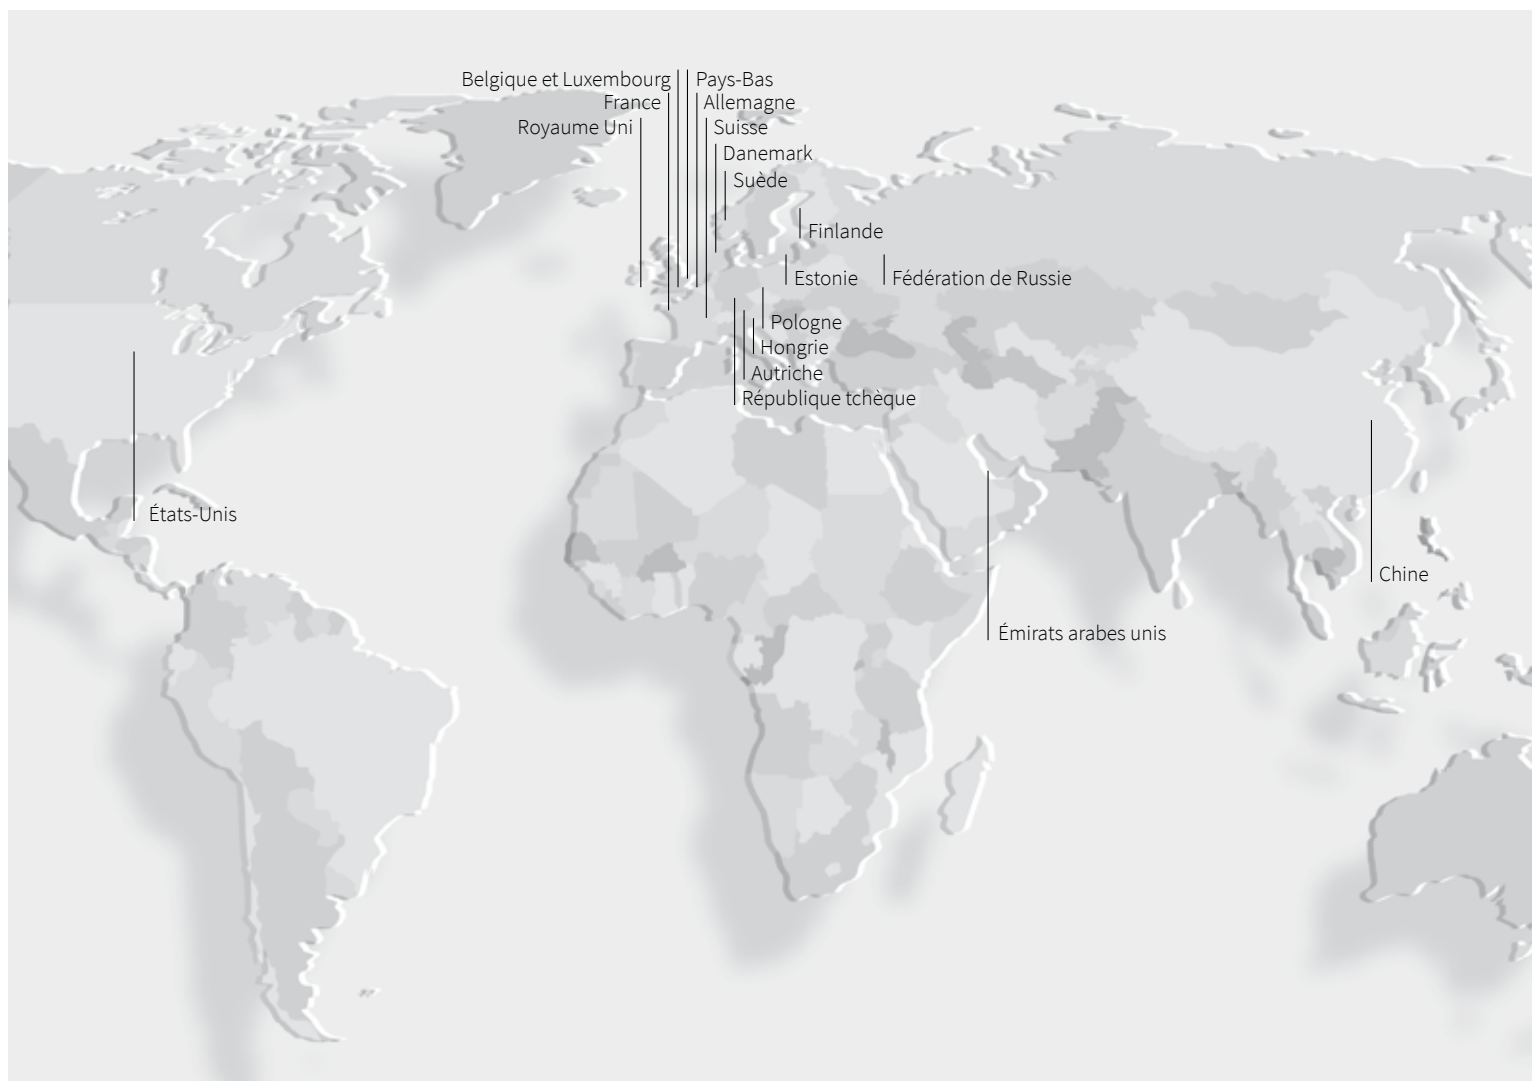 Belgique et Luxembourg
Pays-Bas
France
Allemagne
Royaume Uni
Suisse
Danemark
Suède
Finlande
Estonie
Fédération de Russie
Pologne
Hongrie
Autriche
République tchèque
États-Unis
Chine
Émirats arabes unis